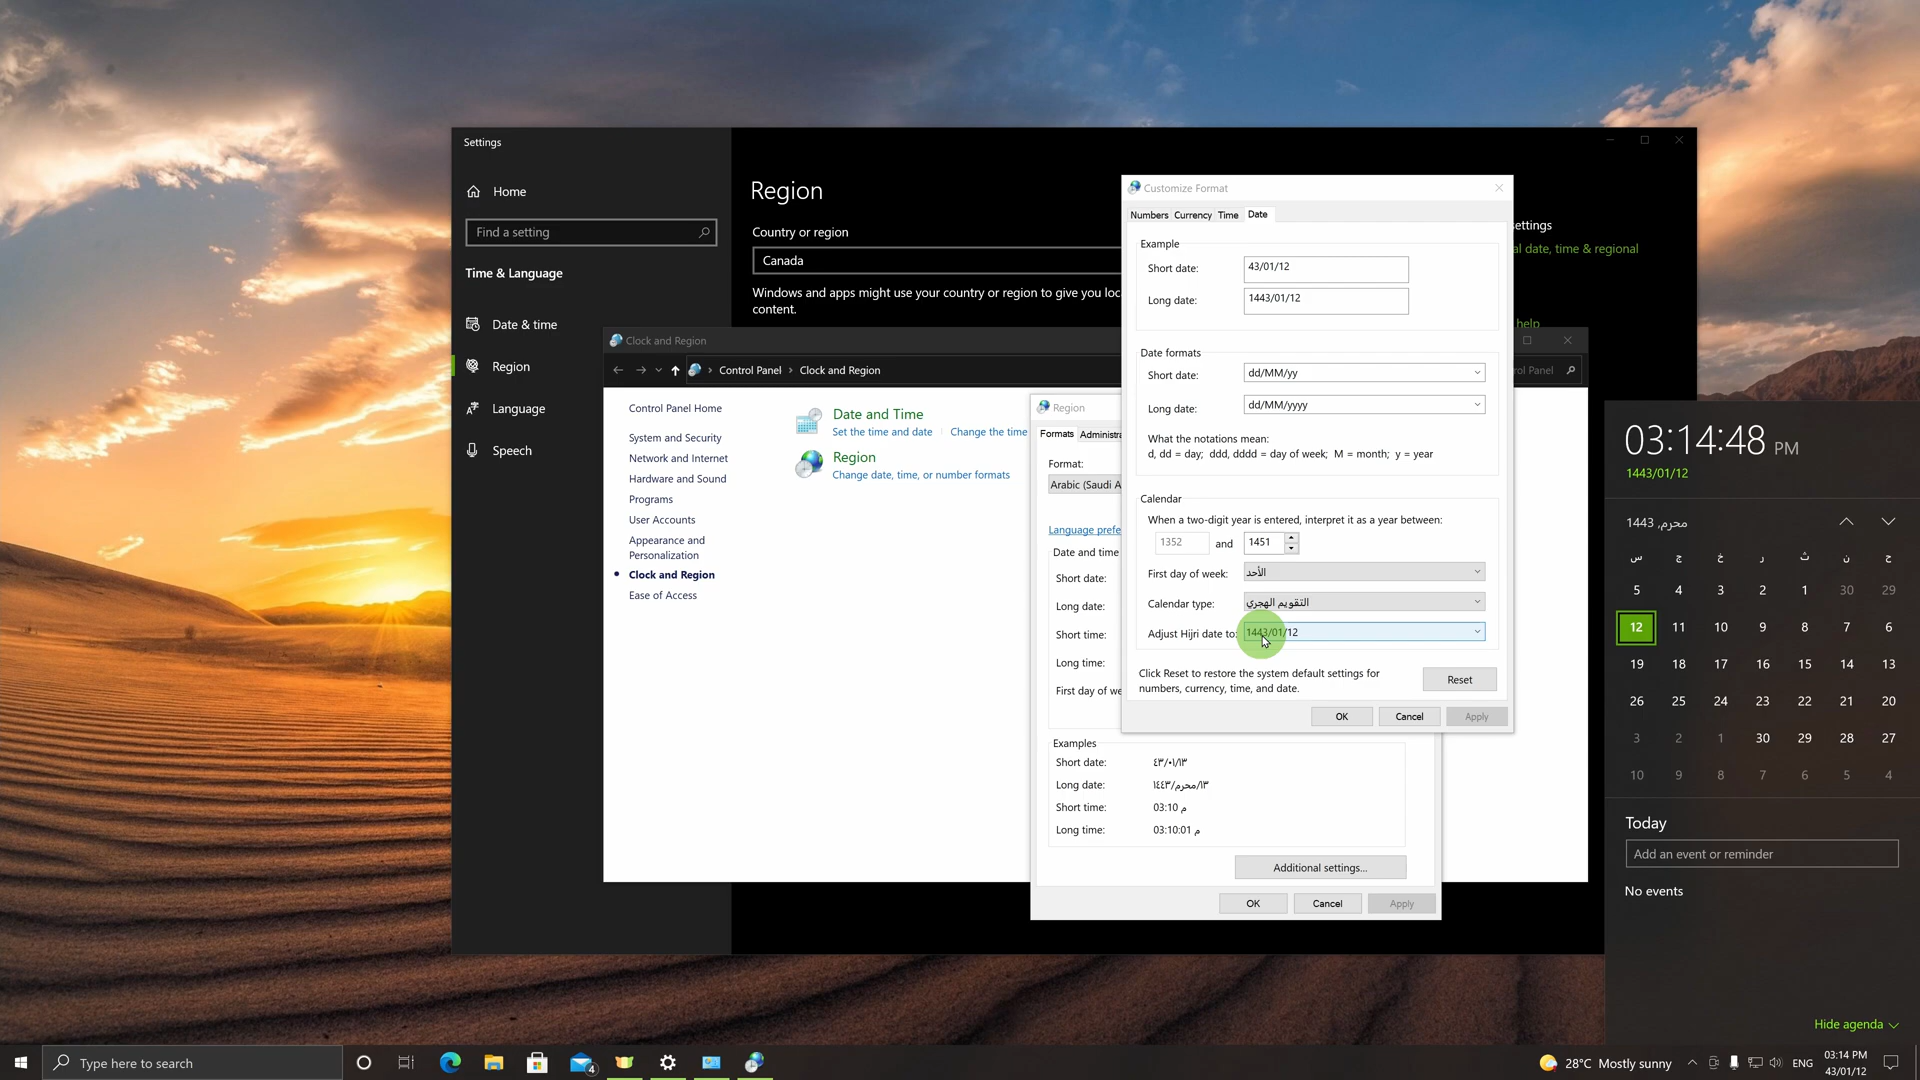 Settings
Home
Find a setting
Time & Language
Date & time
Region
Language
Speech
Region
Country or region
Canada
Windows and apps might use your country or region to give you loc
content.
ettings
al date, time & regional
help
Clock and Region
Control Panel › Clock and Region
rol Panel
Control Panel Home
System and Security
Network and Internet
Hardware and Sound
Programs
User Accounts
Appearance and
Personalization
Clock and Region
Ease of Access
Date and Time
Set the time and date
Change the time
Region
Change date, time, or number formats
Region
Formats
Administra
Format:
Arabic (Saudi A
Language prefe
Date and time
Short date:
Long date:
Short time:
Long time:
First day of we
Examples
Short date: ٤٣/٠١/١٣
Long date: ١٣/محرم/١٤٤٣
Short time: 03:10 م
Long time: 03:10:01 م
Additional settings...
OK
Cancel
Apply
Customize Format
Numbers
Currency
Time
Date
Example
Short date: 43/01/12
Long date: 1443/01/12
Date formats
Short date: dd/MM/yy
Long date: dd/MM/yyyy
What the notations mean:
d, dd = day; ddd, dddd = day of week; M = month; y = year
Calendar
When a two-digit year is entered, interpret it as a year between:
1352 and 1451
First day of week: الأحد
Calendar type: التقويم الهجري
Adjust Hijri date to: 1443/01/12
Click Reset to restore the system default settings for
numbers, currency, time, and date.
Reset
OK
Cancel
Apply
03:14:48 PM
1443/01/12
محرم, 1443
س ج خ ر ث ن ح
5 4 3 2 1 30 29
12 11 10 9 8 7 6
19 18 17 16 15 14 13
26 25 24 23 22 21 20
3 2 1 30 29 28 27
10 9 8 7 6 5 4
Today
Add an event or reminder
No events
Hide agenda
Type here to search
4
28°C Mostly sunny
ENG
03:14 PM
43/01/12